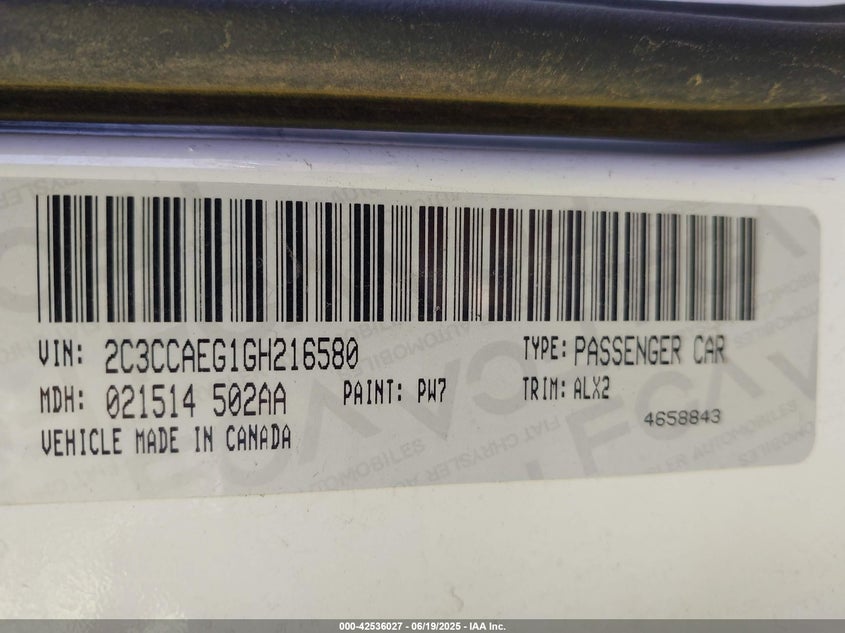 VIN: 2C3CCAEG1GH216580 TYPE: PASSENGER CAR
MDH: 021514 502AA PAINT: PW7 TRIM: ALX2
4658843
VEHICLE MADE IN CANADA
000-42536027 - 06/19/2025 - IAA Inc.